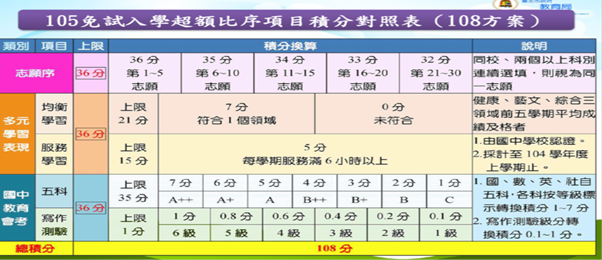 教育局
105免試入學超額比序項目積分對照表（108方案）
類別 項目 上限 積分換算 說明
志願序 36分
36分 第1~5志願
35分 第6~10志願
34分 第11~15志願
33分 第16~20志願
32分 第21~30志願
同校、兩個以上科別
連續選填，則視為同
一志願
多元
學習
表現
36分
均衡
學習
上限
21分
7分
符合1個領域
0分
未符合
健康、藝文、綜合三
領域前五學期平均成
績及格者
服務
學習
上限
15分
5分
每學期服務滿6小時以上
1.由國中學校認證。
2.採計至104學年度
上學期止。
國中
教育
會考
36分
五科
上限
35分
7分 6分 5分 4分 3分 2分 1分
A++ A+ A B++ B+ B C
1.國、數、英、社自
五科，各科按等級標
示轉換積分1~7分
寫作
測驗
上限
1分
1分 0.8分 0.6分 0.4分 0.2分 0.1分
6級 5級 4級 3級 2級 1級
2.寫作測驗級分轉
換積分0.1~1分。
總積分 108分